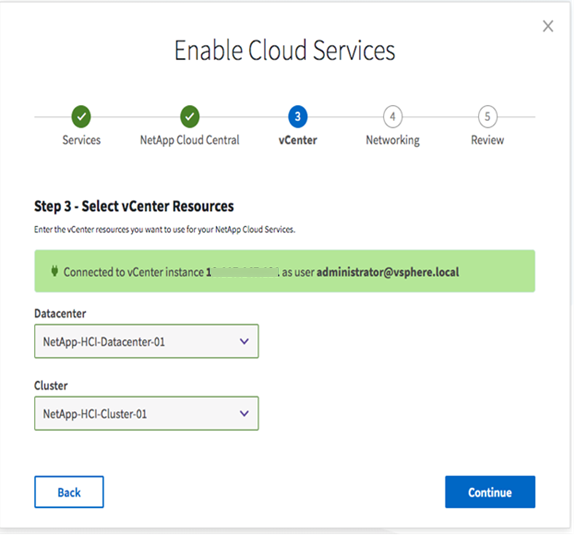 Enable Cloud Services
3 4 5
Services NetApp Cloud Central vCenter Networking Review
Step 3 - Select vCenter Resources
Enter the vCenter resources you want to use for your NetApp Cloud Services.
Connected to vCenter instance 1 . as user administrator@vsphere.local
Datacenter
NetApp-HCI-Datacenter-01
Cluster
NetApp-HCI-Cluster-01
Back Continue